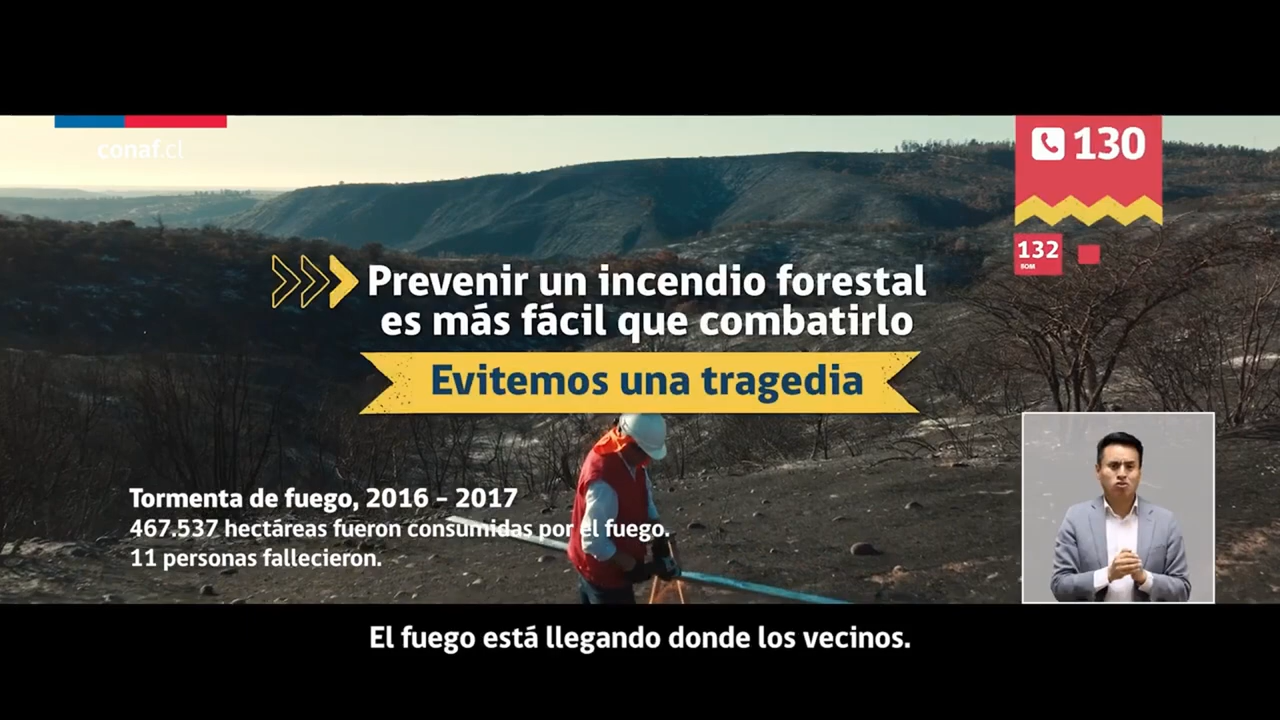 conaf.cl
130
132
BOM
Prevenir un incendio forestal
es más fácil que combatirlo
Evitemos una tragedia
Tormenta de fuego, 2016 – 2017
467.537 hectáreas fueron consumidas por el fuego.
11 personas fallecieron.
El fuego está llegando donde los vecinos.